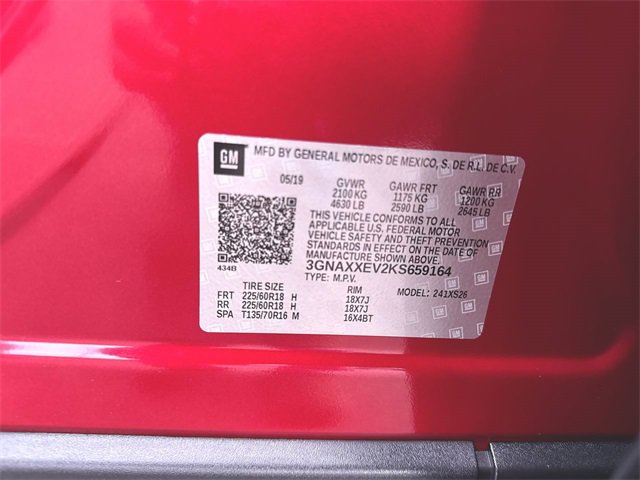 GM
MFD BY GENERAL MOTORS DE MEXICO, S. DE R.L. DE C.V.
05/19 GVWR GAWR FRT GAWR RR
2100 KG 1175 KG 1200 KG
4630 LB 2590 LB 2645 LB
THIS VEHICLE CONFORMS TO ALL
APPLICABLE U.S. FEDERAL MOTOR
VEHICLE SAFETY STANDARDS IN
EFFECT ON THE DATE OF
MANUFACTURE SHOWN ABOVE.
434B
3GNAXXEV2KS659164
TYPE: M.P.V. MODEL: 241XS26
TIRE SIZE RIM
FRT 225/60R18 H 18X7J
RR 225/60R18 H 18X7J
SPA T135/70R16 M 16X4BT